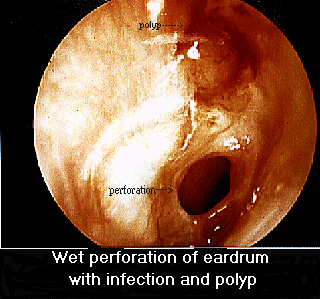 polyp------>
perforation--->
Wet perforation of eardrum
with infection and polyp